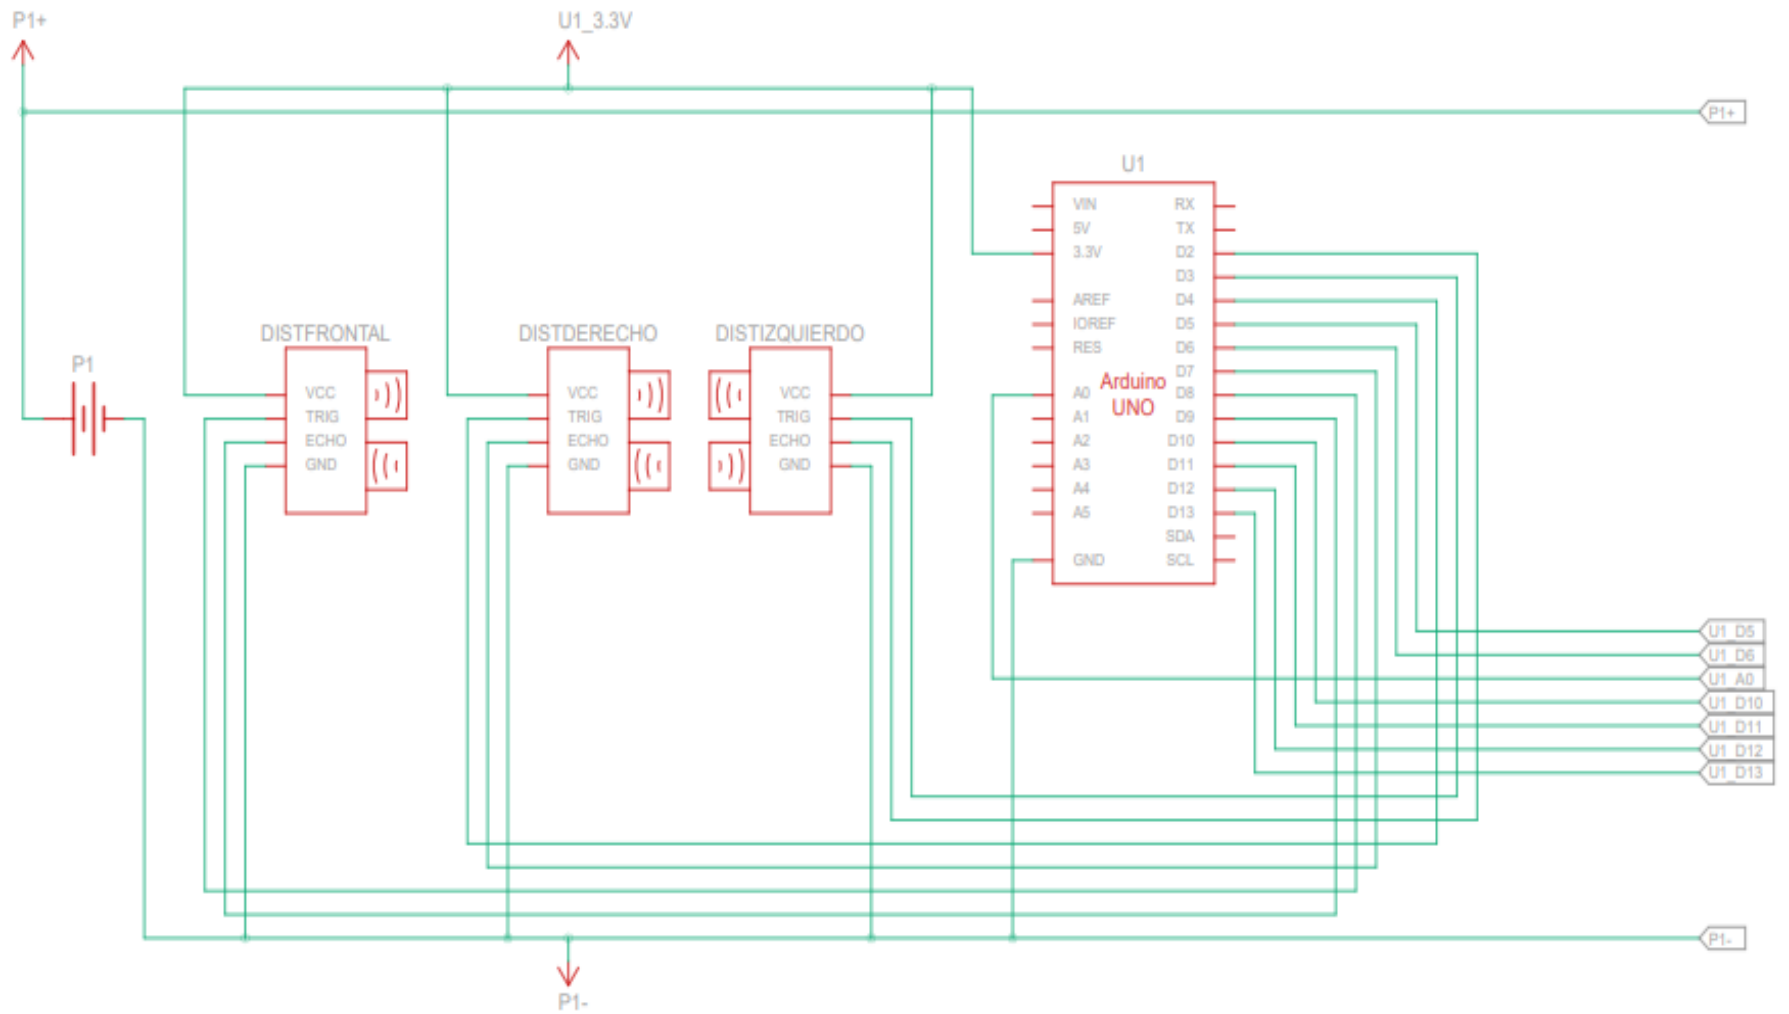 P1+
U1_3.3V
P1+
U1
VIN
5V
3.3V
AREF
IOREF
RES
A0
A1
A2
A3
A4
A5
GND
Arduino
UNO
RX
TX
D2
D3
D4
D5
D6
D7
D8
D9
D10
D11
D12
D13
SDA
SCL
P1
DISTFRONTAL
VCC
TRIG
ECHO
GND
DISTDERECHO
VCC
TRIG
ECHO
GND
DISTIZQUIERDO
VCC
TRIG
ECHO
GND
U1_D5
U1_D6
U1_A0
U1_D10
U1_D11
U1_D12
U1_D13
P1-
P1-